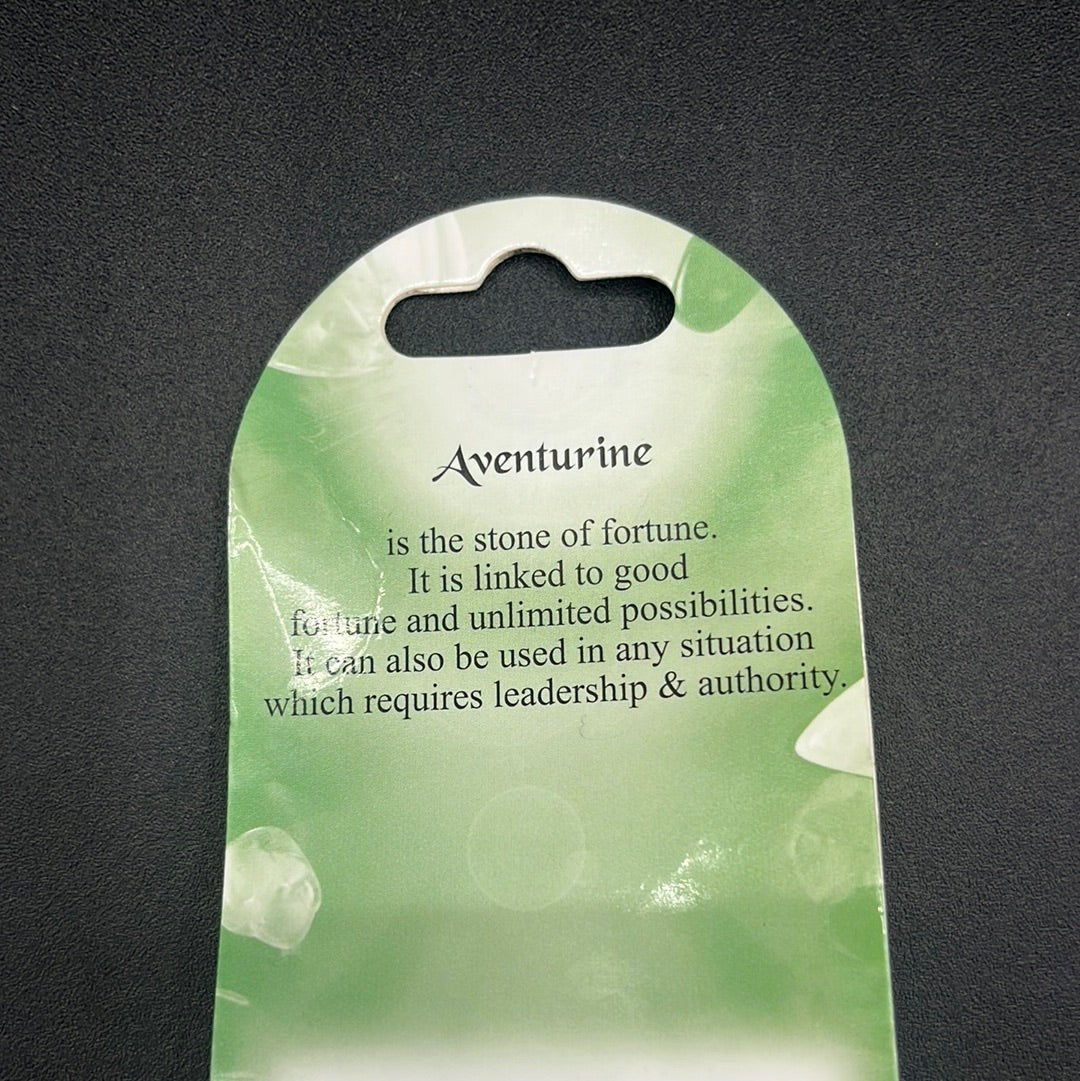 Aventurine
is the stone of fortune.
It is linked to good
fortune and unlimited possibilities.
It can also be used in any situation
which requires leadership & authority.